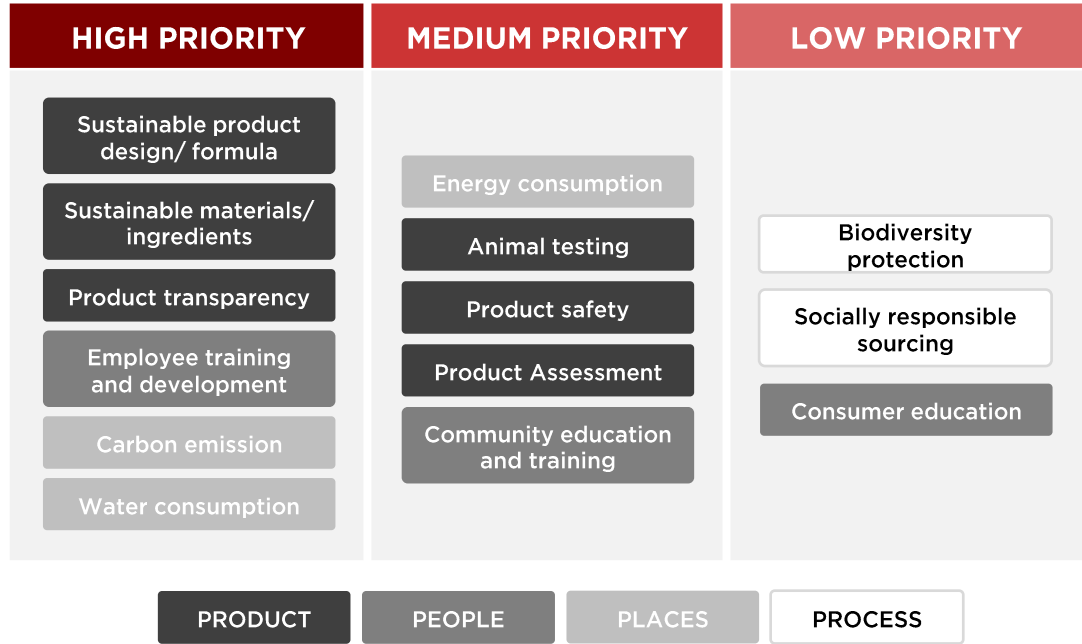 HIGH PRIORITY
Sustainable product
design/ formula
Sustainable materials/
ingredients
Product transparency
Employee training
and development
Carbon emission
Water consumption
MEDIUM PRIORITY
Energy consumption
Animal testing
Product safety
Product Assessment
Community education
and training
LOW PRIORITY
Biodiversity
protection
Socially responsible
sourcing
Consumer education
PRODUCT
PEOPLE
PLACES
PROCESS